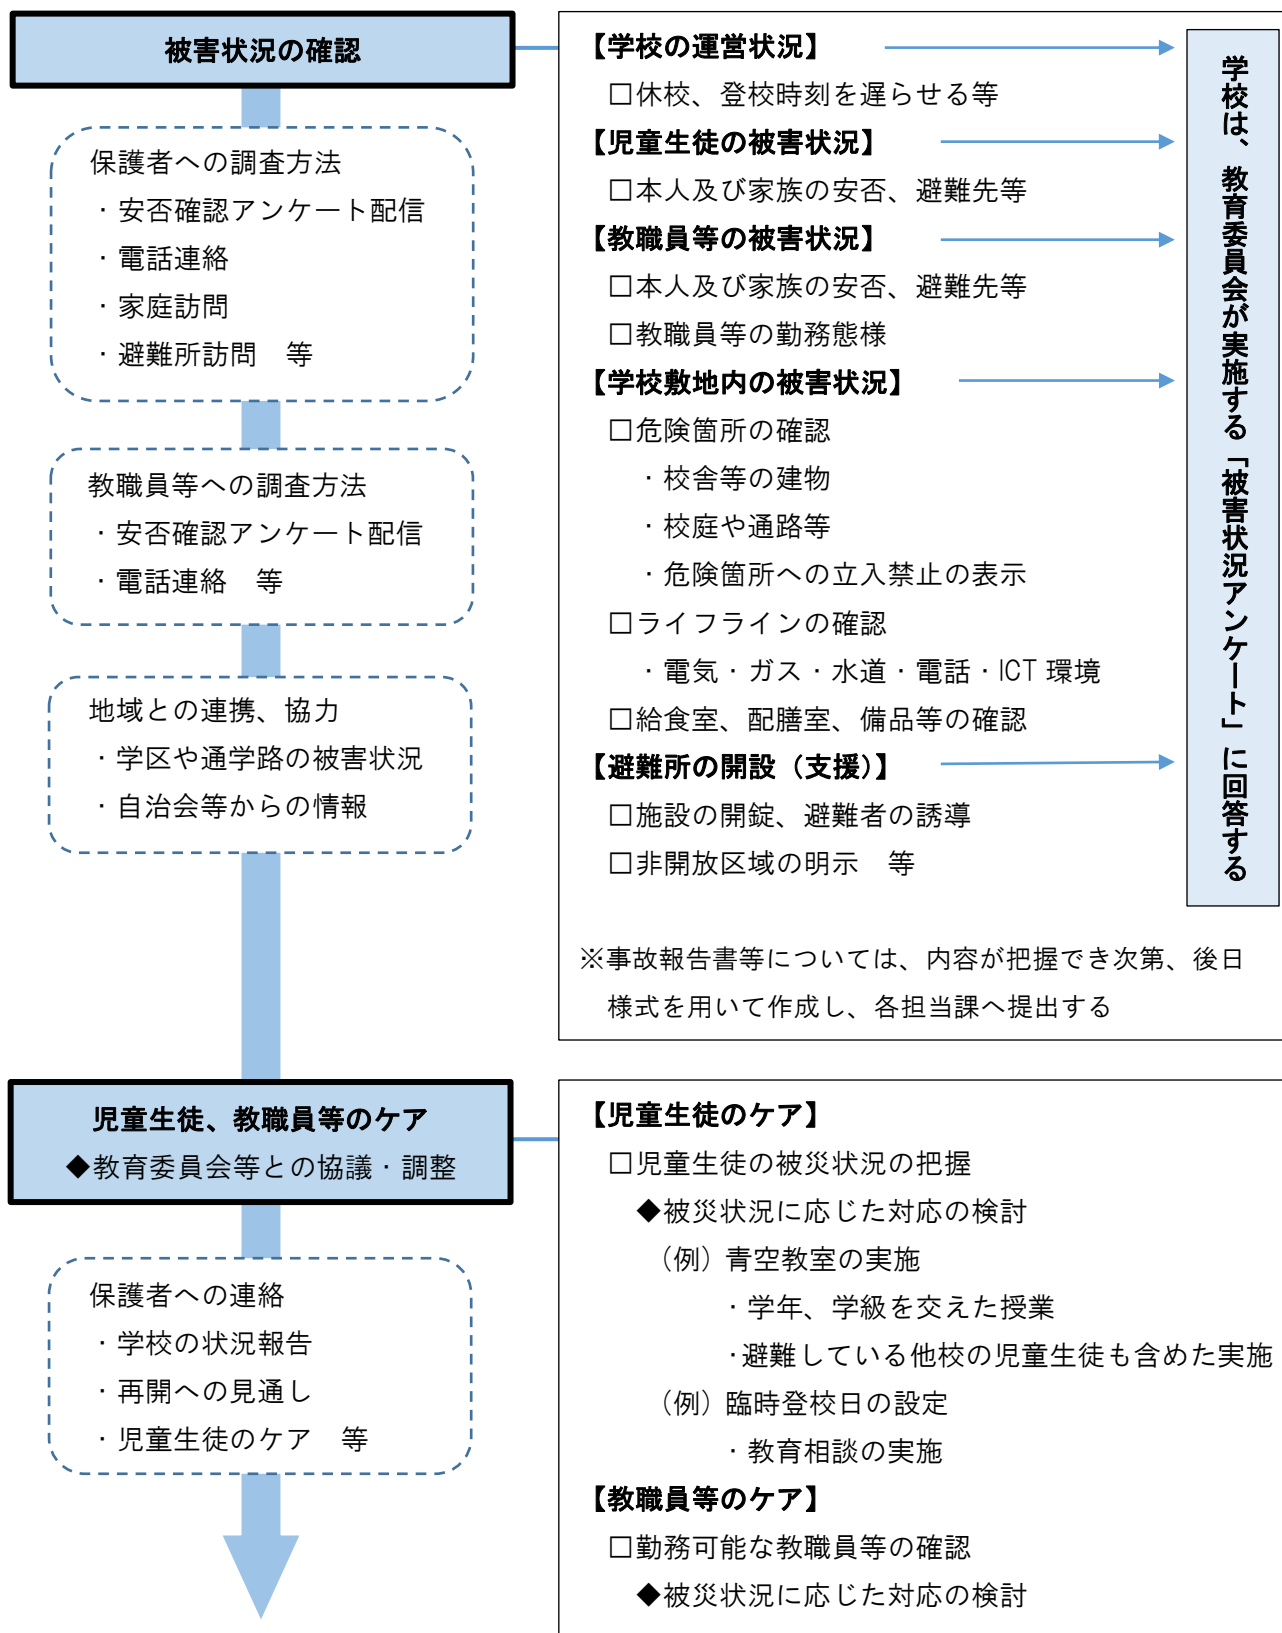 被害状況の確認
保護者への調査方法
・安否確認アンケート配信
・電話連絡
・家庭訪問
・避難所訪問　等
教職員等への調査方法
・安否確認アンケート配信
・電話連絡　等
地域との連携、協力
・学区や通学路の被害状況
・自治会等からの情報
【学校の運営状況】
□休校、登校時刻を遅らせる等
【児童生徒の被害状況】
□本人及び家族の安否、避難先等
【教職員等の被害状況】
□本人及び家族の安否、避難先等
□教職員等の勤務態様
【学校敷地内の被害状況】
□危険箇所の確認
・校舎等の建物
・校庭や通路等
・危険箇所への立入禁止の表示
□ライフラインの確認
・電気・ガス・水道・電話・ICT 環境
□給食室、配膳室、備品等の確認
【避難所の開設（支援）】
□施設の開錠、避難者の誘導
□非開放区域の明示　等
学校は、教育委員会が実施する「被害状況アンケート」に回答する
※事故報告書等については、内容が把握でき次第、後日
様式を用いて作成し、各担当課へ提出する
児童生徒、教職員等のケア
◆教育委員会等との協議・調整
保護者への連絡
・学校の状況報告
・再開への見通し
・児童生徒のケア　等
【児童生徒のケア】
□児童生徒の被災状況の把握
◆被災状況に応じた対応の検討
（例）青空教室の実施
・学年、学級を交えた授業
・避難している他校の児童生徒も含めた実施
（例）臨時登校日の設定
・教育相談の実施
【教職員等のケア】
□勤務可能な教職員等の確認
◆被災状況に応じた対応の検討